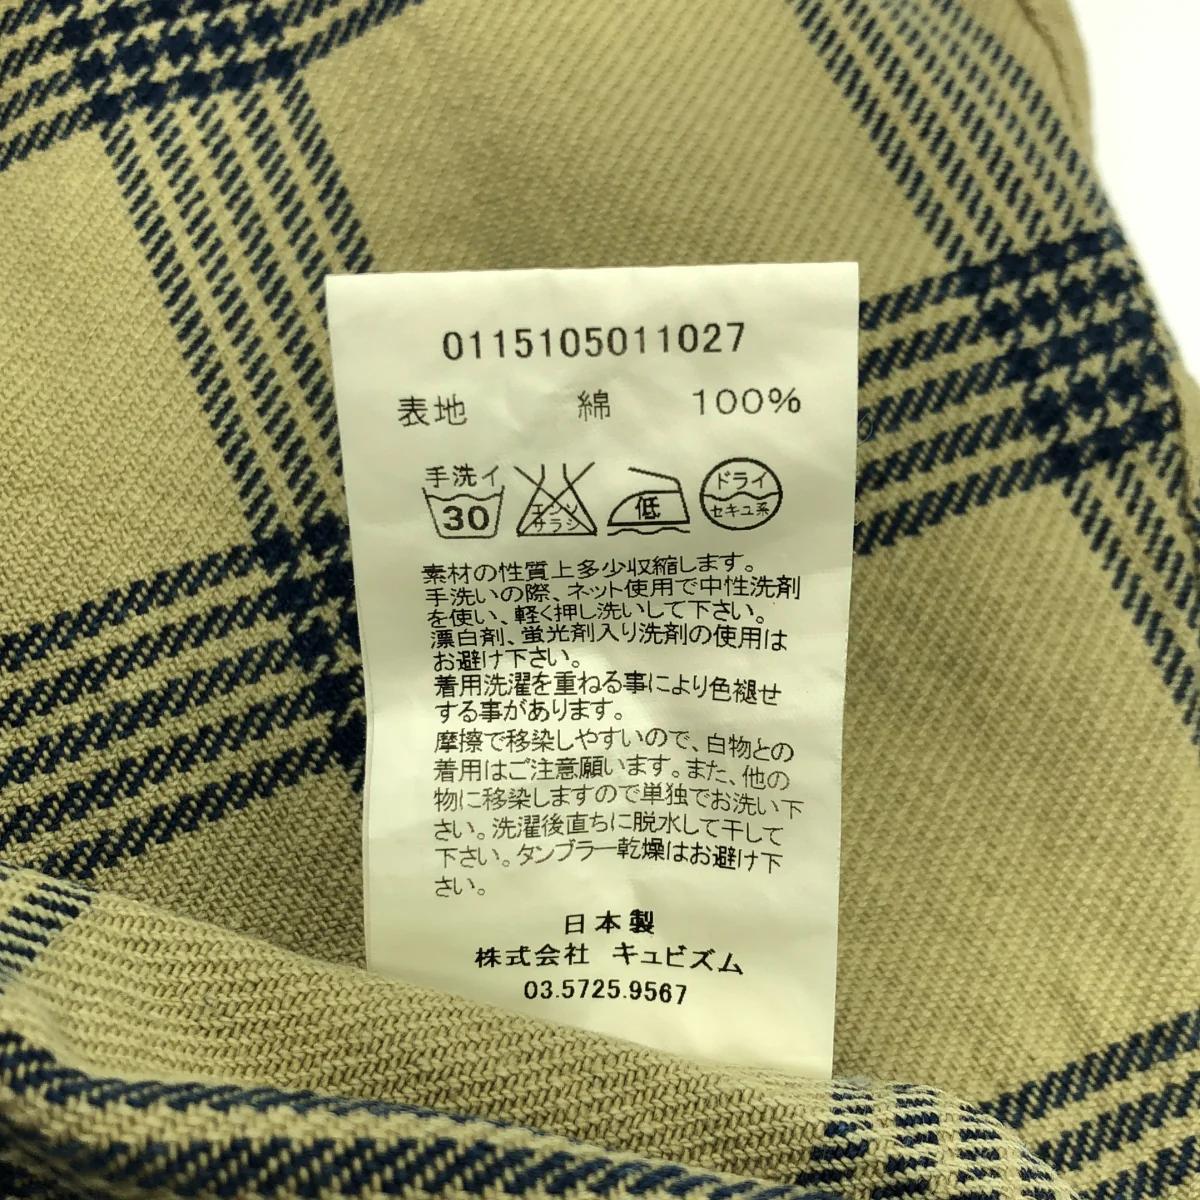 0115105011027
表地 綿 100%
手洗イ
30 エンソ サラシ 低 ドライ セキユ系
素材の性質上多少収縮します。
手洗いの際、ネット使用で中性洗剤
を使い、軽く押し洗いして下さい。
漂白剤、蛍光剤入り洗剤の使用は
お避け下さい。
着用洗濯を重ねる事により色褪せ
する事があります。
摩擦で移染しやすいので、白物との
着用はご注意願います。また、他の
物に移染しますので単独でお洗い下
さい。洗濯後直ちに脱水して干して
下さい。タンブラー乾燥はお避け下
さい。
日本製
株式会社 キュビズム
03.5725.9567